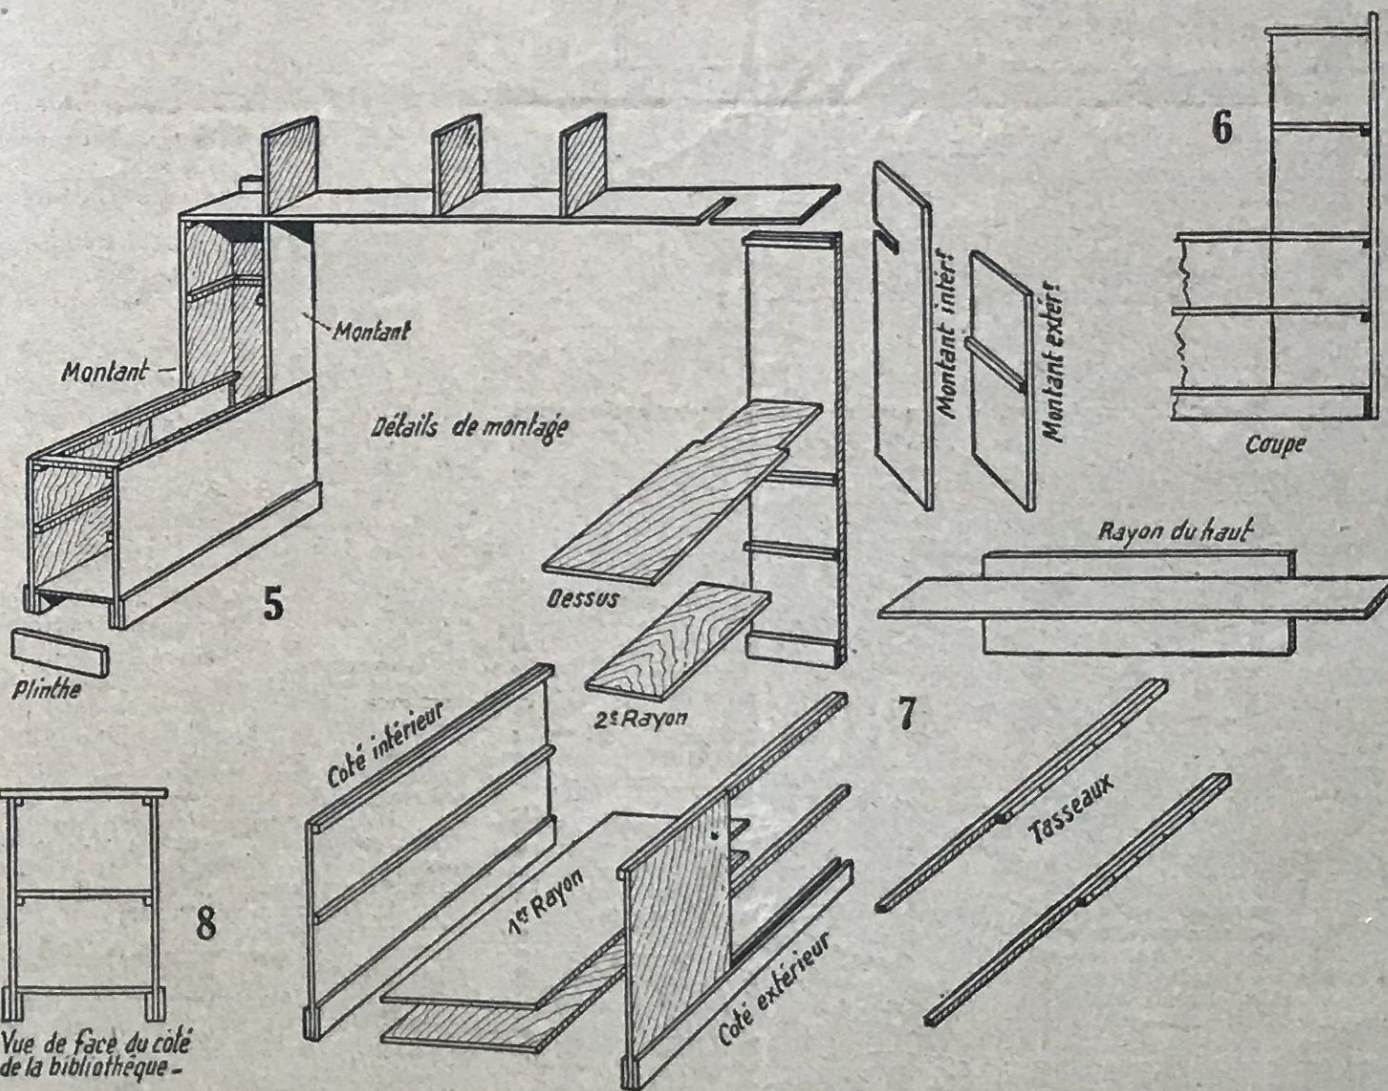 6
Montant
Montant
Détails de montage
Montant intér.t
Montant extér.t
Coupe
5
Dessus
Rayon du haut
Plinthe
2e Rayon
7
Coté intérieur
1er Rayon
Coté extérieur
Tasseaux
8
Vue de face du côté
de la bibliothèque -